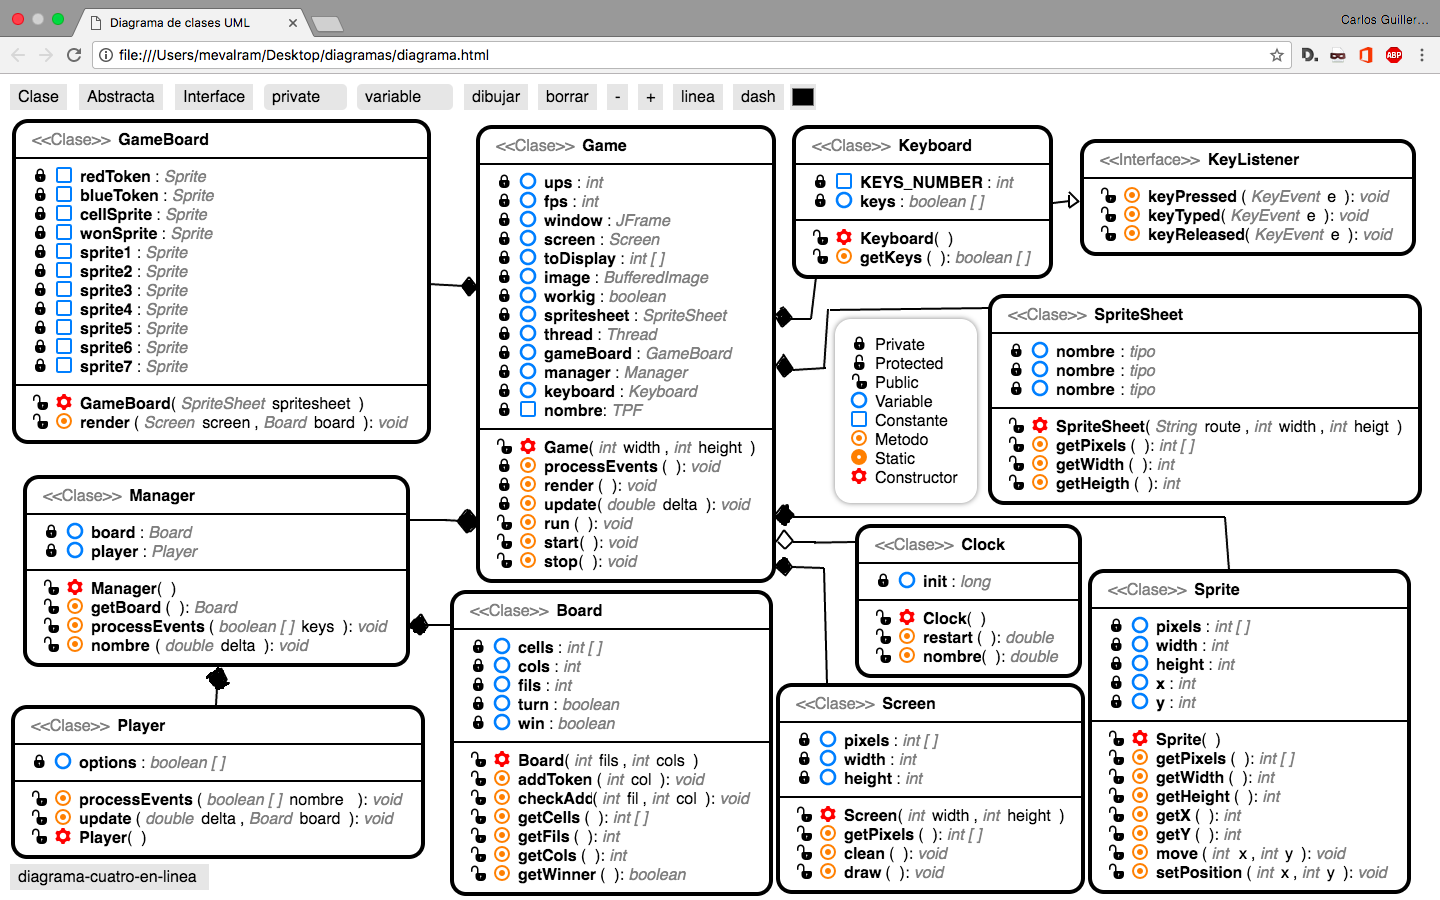 Diagrama de clases UML
Carlos Guiller...
file:///Users/mevalram/Desktop/diagramas/diagrama.html
D.
ABP
Clase Abstracta Interface private variable dibujar borrar - + linea dash
<<Clase>> GameBoard
redToken : Sprite
blueToken : Sprite
cellSprite : Sprite
wonSprite : Sprite
sprite1 : Sprite
sprite2 : Sprite
sprite3 : Sprite
sprite4 : Sprite
sprite5 : Sprite
sprite6 : Sprite
sprite7 : Sprite
GameBoard( SpriteSheet spritesheet )
render ( Screen screen , Board board ): void
<<Clase>> Game
ups : int
fps : int
window : JFrame
screen : Screen
toDisplay : int [ ]
image : BufferedImage
workig : boolean
spritesheet : SpriteSheet
thread : Thread
gameBoard : GameBoard
manager : Manager
keyboard : Keyboard
nombre: TPF
Game( int width , int height )
processEvents ( ): void
render ( ): void
update( double delta ): void
run ( ): void
start( ): void
stop( ): void
<<Clase>> Keyboard
KEYS_NUMBER : int
keys : boolean [ ]
Keyboard( )
getKeys ( ): boolean [ ]
<<Interface>> KeyListener
keyPressed ( KeyEvent e ): void
keyTyped( KeyEvent e ): void
keyReleased( KeyEvent e ): void
Private
Protected
Public
Variable
Constante
Metodo
Static
Constructor
<<Clase>> SpriteSheet
nombre : tipo
nombre : tipo
nombre : tipo
SpriteSheet( String route , int width , int heigt )
getPixels ( ): int [ ]
getWidth ( ): int
getHeigth ( ): int
<<Clase>> Manager
board : Board
player : Player
Manager( )
getBoard ( ): Board
processEvents ( boolean [ ] keys ): void
nombre ( double delta ): void
<<Clase>> Board
cells : int [ ]
cols : int
fils : int
turn : boolean
win : boolean
Board( int fils , int cols )
addToken ( int col ): void
checkAdd( int fil , int col ): void
getCells ( ): int [ ]
getFils ( ): int
getCols ( ): int
getWinner ( ): boolean
<<Clase>> Clock
init : long
Clock( )
restart ( ): double
nombre( ): double
<<Clase>> Sprite
pixels : int [ ]
width : int
height : int
x : int
y : int
Sprite( )
getPixels ( ): int [ ]
getWidth ( ): int
getHeight ( ): int
getX ( ): int
getY ( ): int
move ( int x , int y ): void
setPosition ( int x , int y ): void
<<Clase>> Player
options : boolean [ ]
processEvents ( boolean [ ] nombre ): void
update ( double delta , Board board ): void
Player( )
<<Clase>> Screen
pixels : int [ ]
width : int
height : int
Screen( int width , int height )
getPixels ( ): int [ ]
clean ( ): void
draw ( ): void
diagrama-cuatro-en-linea